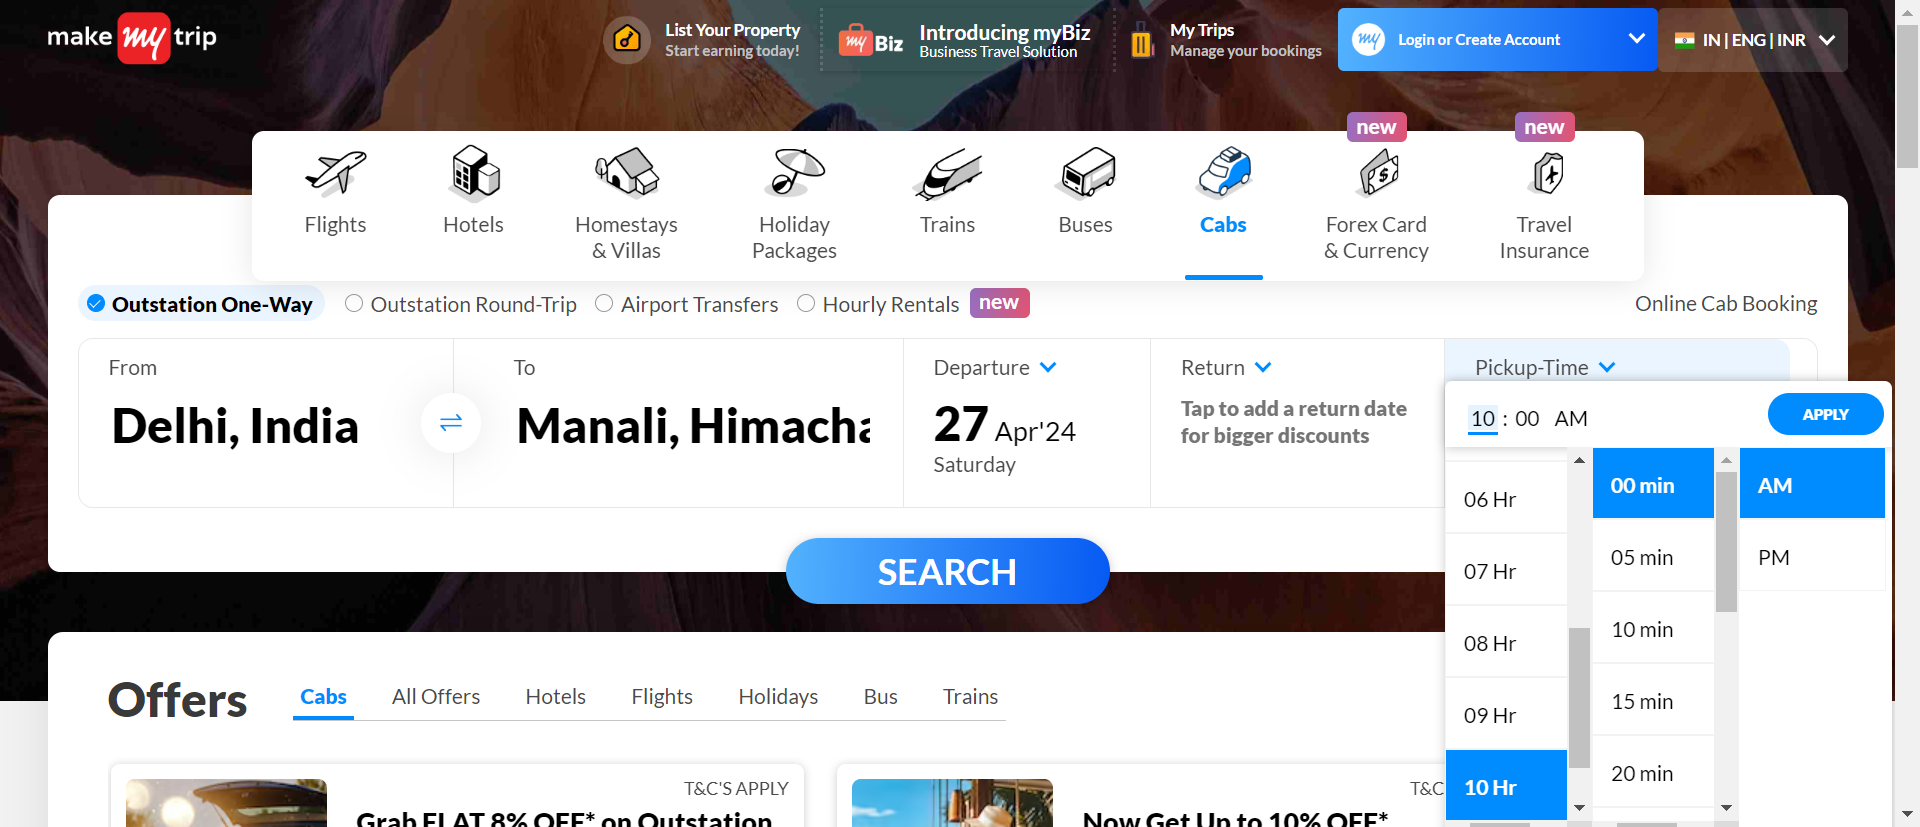 make my trip
List Your Property
Start earning today!
my Biz
Introducing myBiz
Business Travel Solution
My Trips
Manage your bookings
my
Login or Create Account
IN | ENG | INR
new
new
Flights
Hotels
Homestays
& Villas
Holiday
Packages
Trains
Buses
Cabs
Forex Card
& Currency
Travel
Insurance
Outstation One-Way
Outstation Round-Trip
Airport Transfers
Hourly Rentals
new
Online Cab Booking
From
Delhi, India
To
Manali, Himacha
Departure
27 Apr'24
Saturday
Return
Tap to add a return date
for bigger discounts
Pickup-Time
10 : 00 AM
APPLY
06 Hr
07 Hr
08 Hr
09 Hr
10 Hr
00 min
05 min
10 min
15 min
20 min
AM
PM
SEARCH
Offers
Cabs
All Offers
Hotels
Flights
Holidays
Bus
Trains
T&C'S APPLY
Grab FLAT 8% OFF* on Outstation
T&C
Now Get Up to 10% OFF*